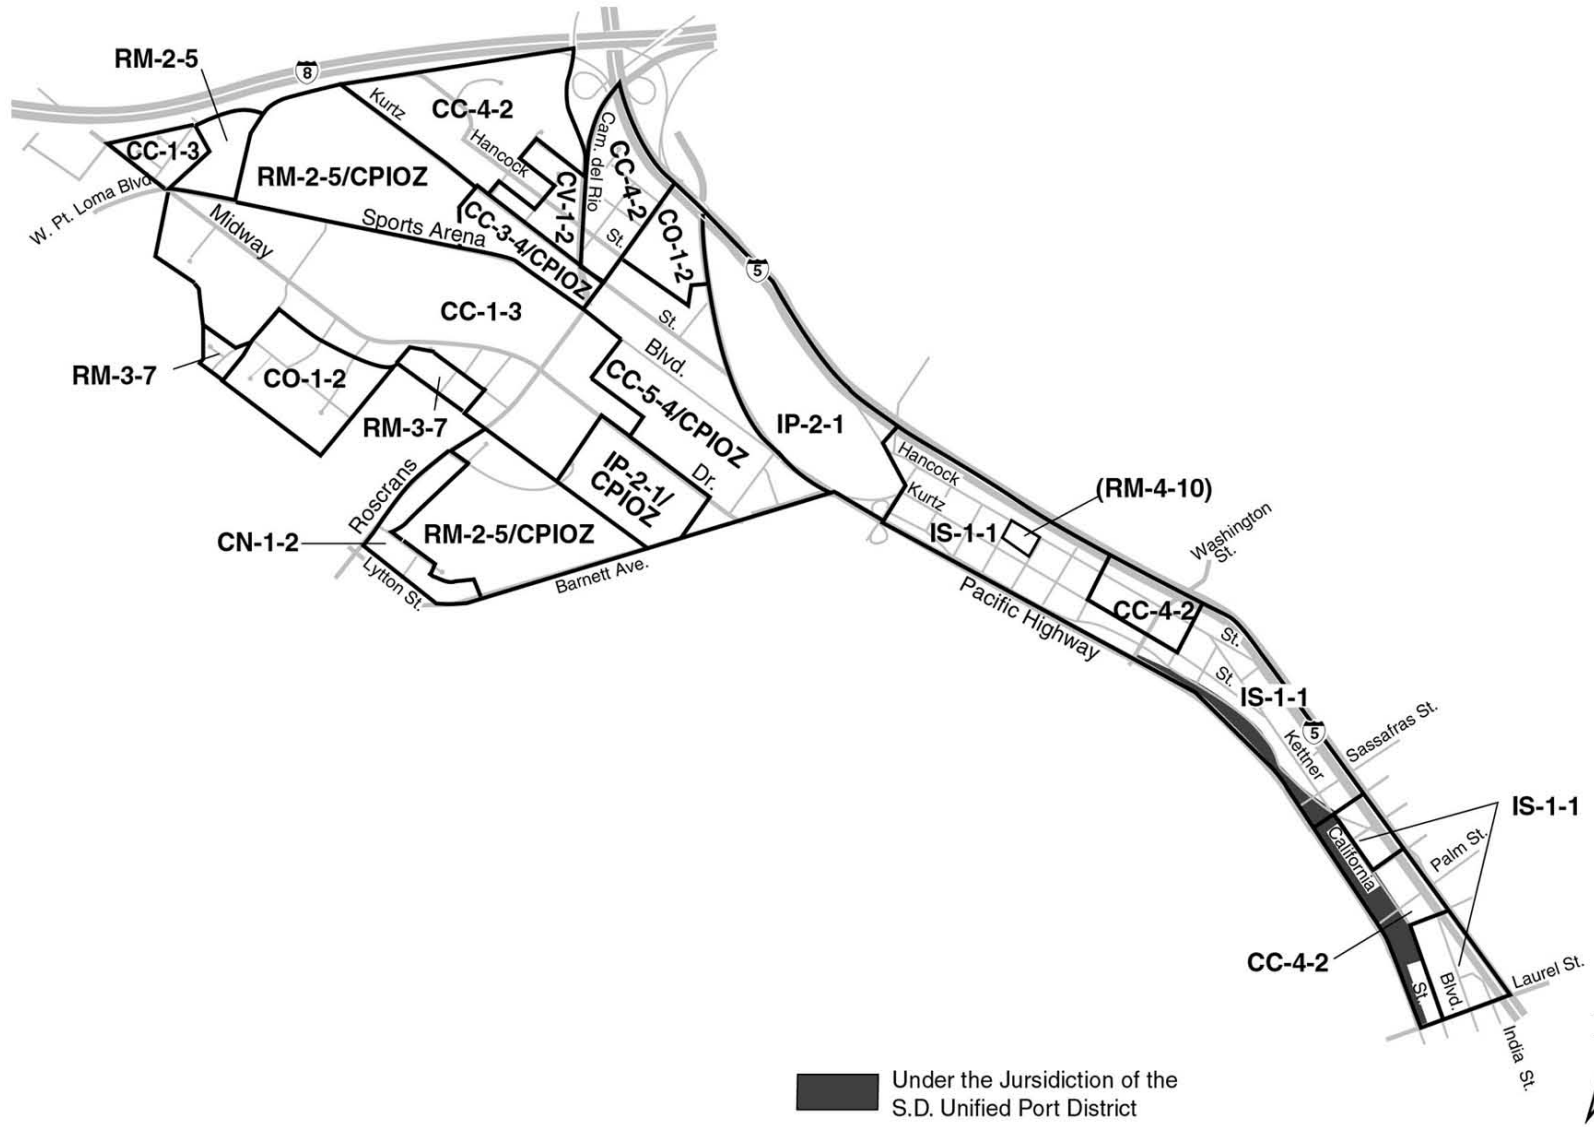 RM-2-5
8
Kurtz
CC-4-2
Hancock
Cam. del Rio
CC-1-3
RM-2-5/CPIOZ
CV-1-2
CC-4-2
W. Pt. Loma Blvd
Midway
Sports Arena
CC-3-4/CPIOZ
St.
CO-1-2
5
CC-1-3
St.
Blvd.
RM-3-7
CO-1-2
CC-5-4/CPIOZ
RM-3-7
IP-2-1
Hancock
Kurtz
(RM-4-10)
Roscrans
IP-2-1/
CPIOZ
Dr.
CN-1-2
RM-2-5/CPIOZ
IS-1-1
Washington
St.
Lytton St.
Barnett Ave.
Pacific Highway
CC-4-2
St.
St.
IS-1-1
5
Kettner
Sassafras St.
IS-1-1
California
Palm St.
CC-4-2
St.
Blvd.
Laurel St.
India St.
Under the Jursidiction of the
S.D. Unified Port District